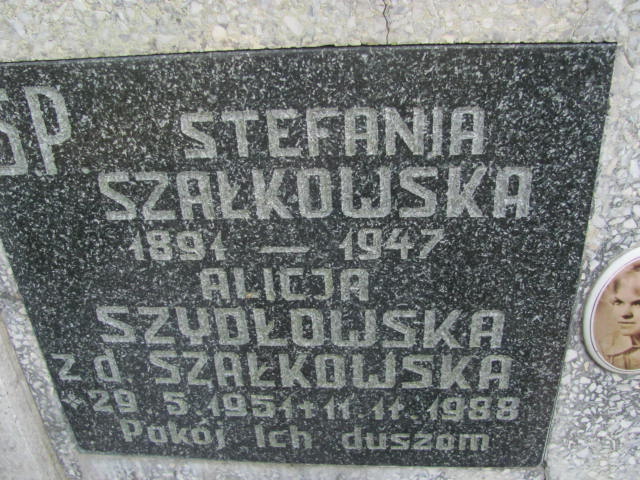 ŚP STEFANIA
SZAŁKOWSKA
1891 — 1947
ALICJA
SZYDŁOWSKA
z d. SZAŁKOWSKA
* 29 5.1951 + 11.11.1988
Pokój Ich duszom